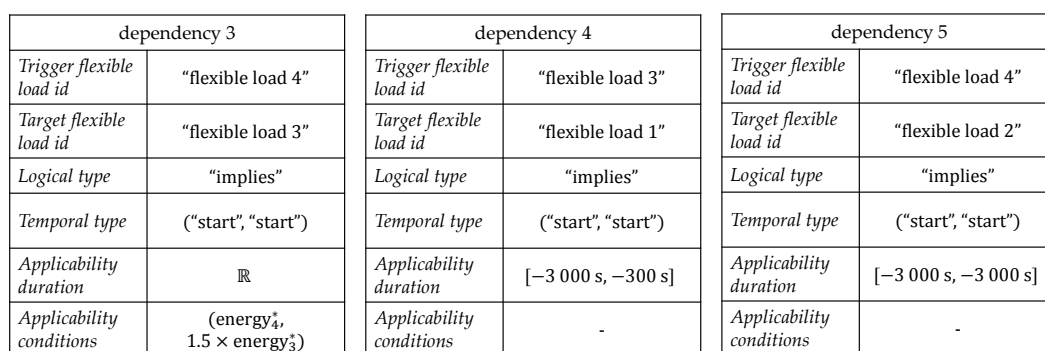 dependency 3
Trigger flexible
load id
“flexible load 4”
Target flexible
load id
“flexible load 3”
Logical type
“implies”
Temporal type
(“start”, “start”)
Applicability
duration
ℝ
Applicability
conditions
(energy₄*,
1.5 × energy₃*)
dependency 4
Trigger flexible
load id
“flexible load 3”
Target flexible
load id
“flexible load 1”
Logical type
“implies”
Temporal type
(“start”, “start”)
Applicability
duration
[−3 000 s, −300 s]
Applicability
conditions
-
dependency 5
Trigger flexible
load id
“flexible load 4”
Target flexible
load id
“flexible load 2”
Logical type
“implies”
Temporal type
(“start”, “start”)
Applicability
duration
[−3 000 s, −3 000 s]
Applicability
conditions
-